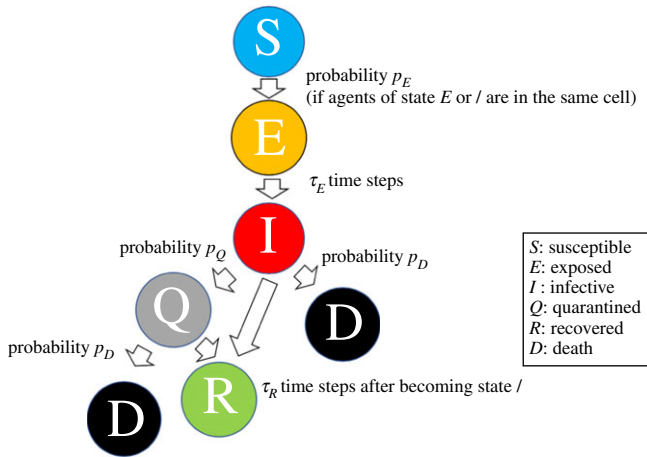 S
probability p_E
(if agents of state E or / are in the same cell)
E
τ_E time steps
I
probability p_Q
probability p_D
Q
D
probability p_D
D
R
τ_R time steps after becoming state /
S: susceptible
E: exposed
I : infective
Q: quarantined
R: recovered
D: death